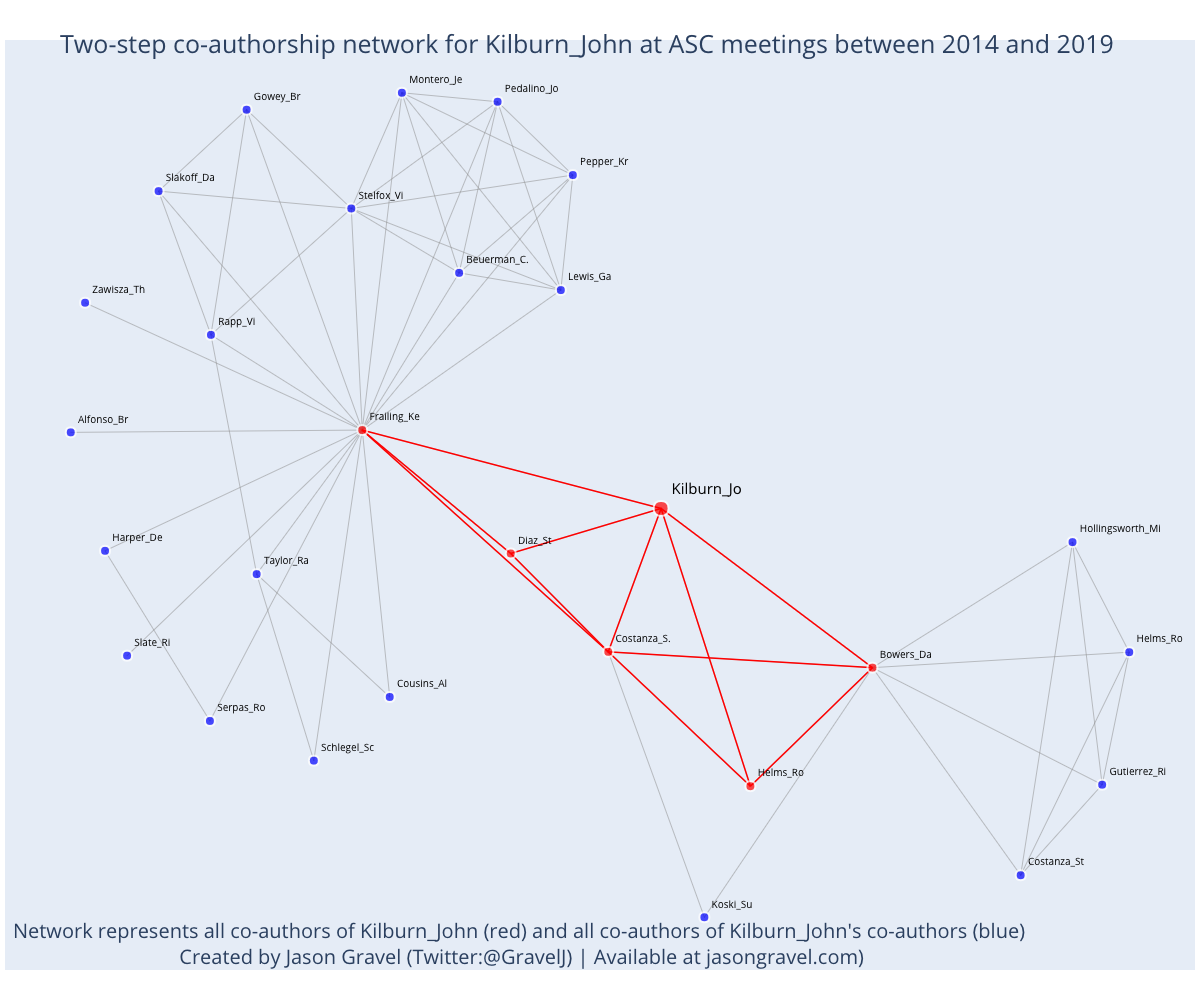 Two-step co-authorship network for Kilburn_John at ASC meetings between 2014 and 2019
Montero_Je
Pedalino_Jo
Gowey_Br
Pepper_Kr
Slakoff_Da
Stelfox_Vi
Beuerman_C.
Lewis_Ga
Zawisza_Th
Rapp_Vi
Frailing_Ke
Alfonso_Br
Kilburn_Jo
Hollingsworth_Mi
Harper_De
Diaz_St
Taylor_Ra
Costanza_S.
Helms_Ro
Slate_Ri
Bowers_Da
Cousins_Al
Serpas_Ro
Schlegel_Sc
Helms_Ro
Gutierrez_Ri
Costanza_St
Koski_Su
Network represents all co-authors of Kilburn_John (red) and all co-authors of Kilburn_John's co-authors (blue)
Created by Jason Gravel (Twitter:@GravelJ) | Available at jasongravel.com)